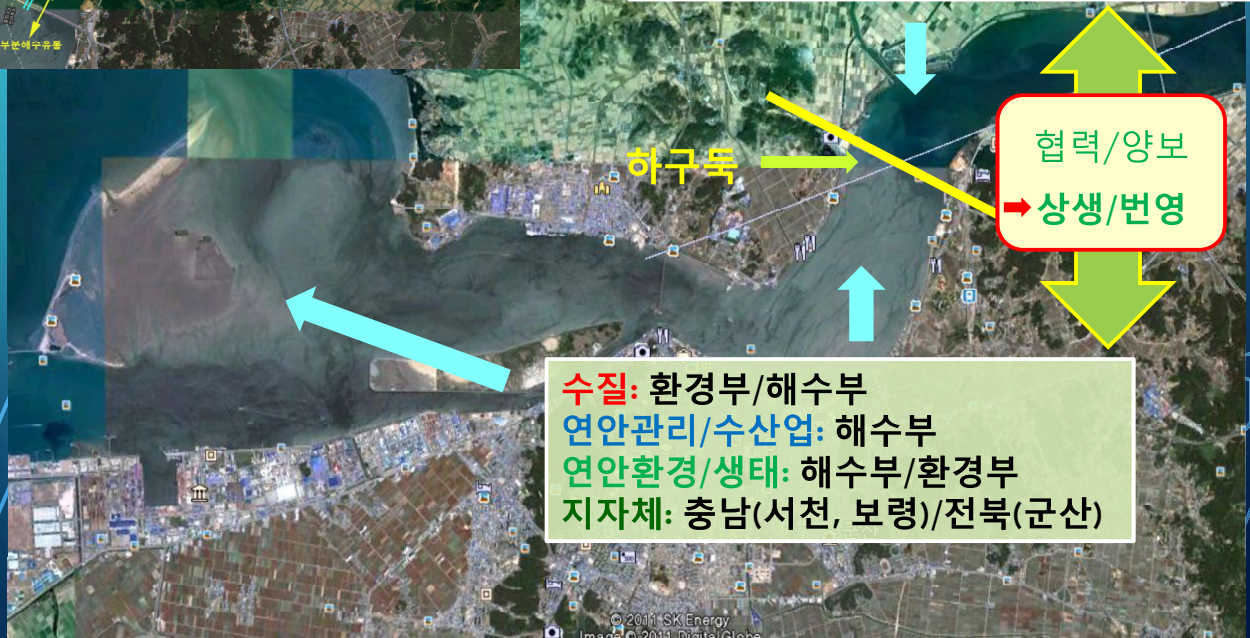 부분해수유통
하구둑
협력/양보
상생/번영
수질: 환경부/해수부
연안관리/수산업: 해수부
연안환경/생태: 해수부/환경부
지자체: 충남(서천, 보령)/전북(군산)
© 2011 SK Energy
Image © 2011 DigitalGlobe